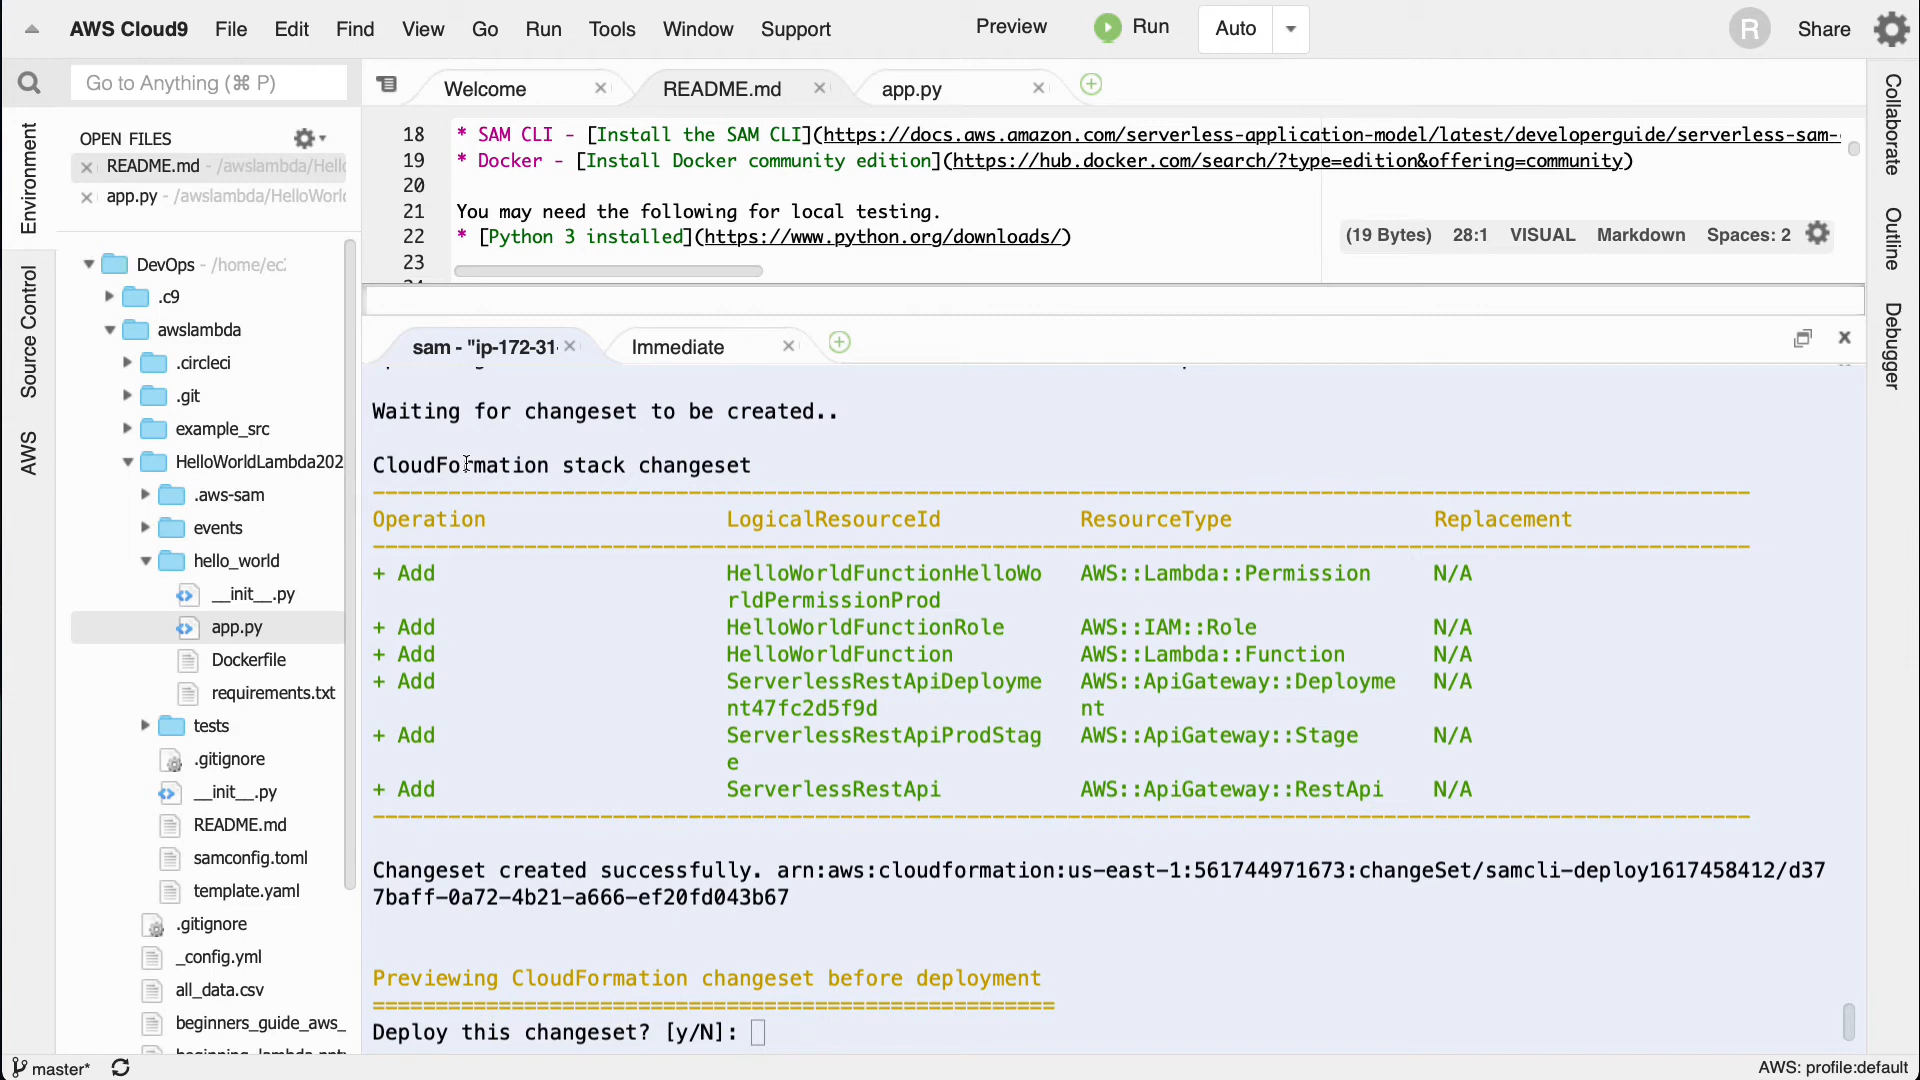 AWS Cloud9 File Edit Find View Go Run Tools Window Support Preview Run Auto R Share
Go to Anything (⌘ P)
Welcome README.md app.py
OPEN FILES
README.md - /awslambda/Hell
app.py - /awslambda/HelloWorl
Environment
Source Control
AWS
DevOps - /home/ec
.c9
awslambda
.circleci
.git
example_src
HelloWorldLambda202
.aws-sam
events
hello_world
__init__.py
app.py
Dockerfile
requirements.txt
tests
.gitignore
__init__.py
README.md
samconfig.toml
template.yaml
.gitignore
_config.yml
all_data.csv
beginners_guide_aws_
18 * SAM CLI - [Install the SAM CLI](https://docs.aws.amazon.com/serverless-application-model/latest/developerguide/serverless-sam-
19 * Docker - [Install Docker community edition](https://hub.docker.com/search/?type=edition&offering=community)
20
21 You may need the following for local testing.
22 * [Python 3 installed](https://www.python.org/downloads/)
23
(19 Bytes) 28:1 VISUAL Markdown Spaces: 2
sam - "ip-172-31- Immediate
Waiting for changeset to be created..
CloudFormation stack changeset
Operation LogicalResourceId ResourceType Replacement
+ Add HelloWorldFunctionHelloWo AWS::Lambda::Permission N/A
rldPermissionProd
+ Add HelloWorldFunctionRole AWS::IAM::Role N/A
+ Add HelloWorldFunction AWS::Lambda::Function N/A
+ Add ServerlessRestApiDeployme AWS::ApiGateway::Deployme N/A
nt47fc2d5f9d nt
+ Add ServerlessRestApiProdStag AWS::ApiGateway::Stage N/A
e
+ Add ServerlessRestApi AWS::ApiGateway::RestApi N/A
Changeset created successfully. arn:aws:cloudformation:us-east-1:561744971673:changeSet/samcli-deploy1617458412/d37
7baff-0a72-4b21-a666-ef20fd043b67
Previewing CloudFormation changeset before deployment
======================================================
Deploy this changeset? [y/N]:
Collaborate
Outline
Debugger
master* AWS: profile:default